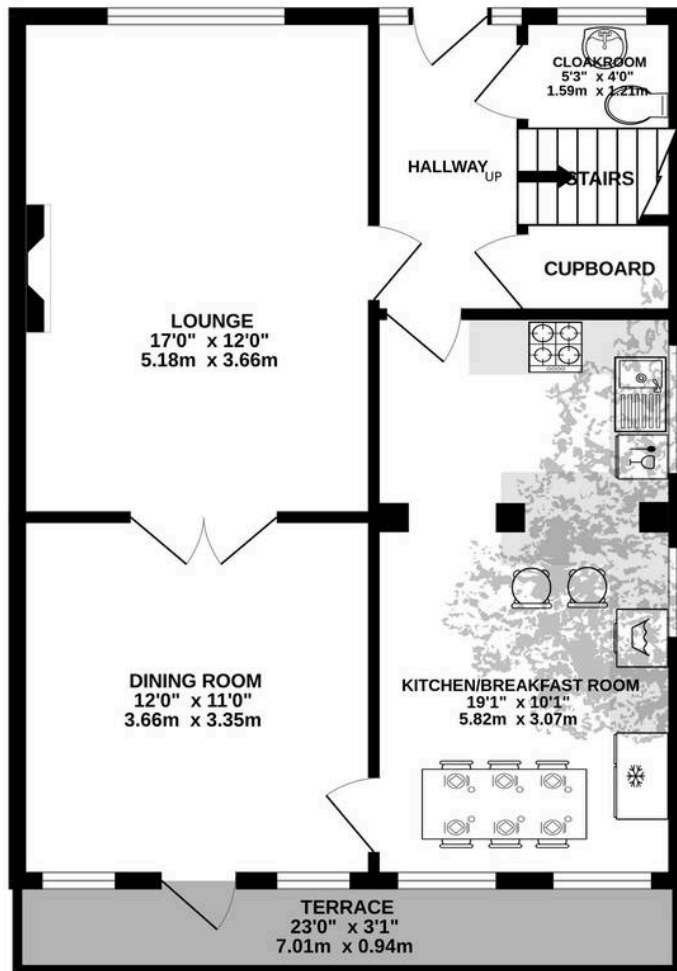 CLOAKROOM
5'3" x 4'0"
1.59m x 1.21m
HALLWAY
UP
STAIRS
CUPBOARD
LOUNGE
17'0" x 12'0"
5.18m x 3.66m
DINING ROOM
12'0" x 11'0"
3.66m x 3.35m
KITCHEN/BREAKFAST ROOM
19'1" x 10'1"
5.82m x 3.07m
TERRACE
23'0" x 3'1"
7.01m x 0.94m